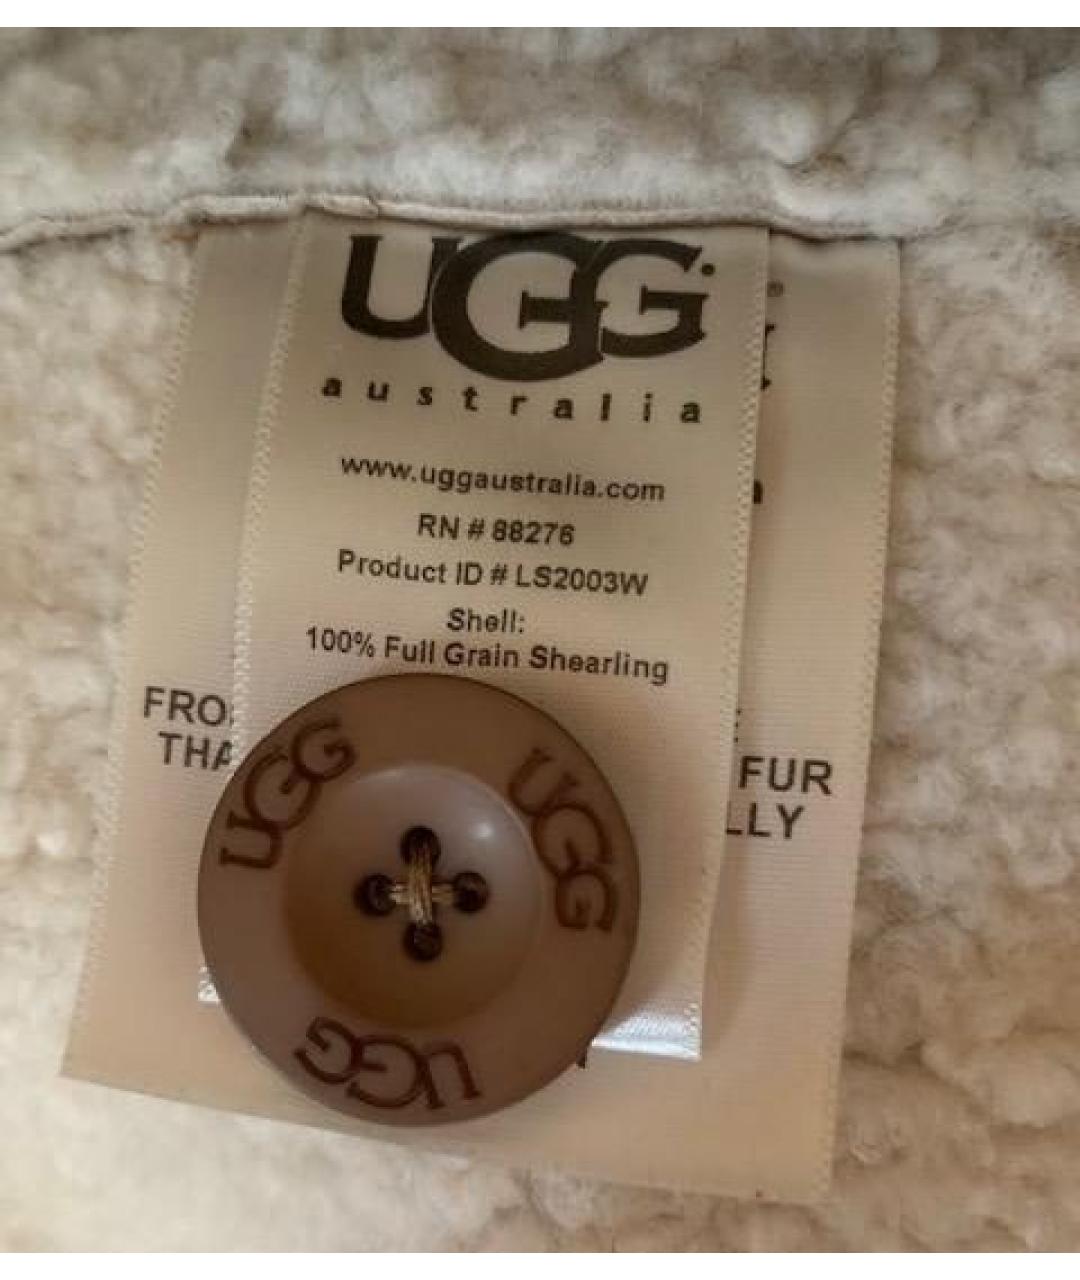 UGG
australia
www.uggaustralia.com
RN # 88276
Product ID # LS2003W
Shell:
100% Full Grain Shearling
FUR
UGG
UGG
UGG